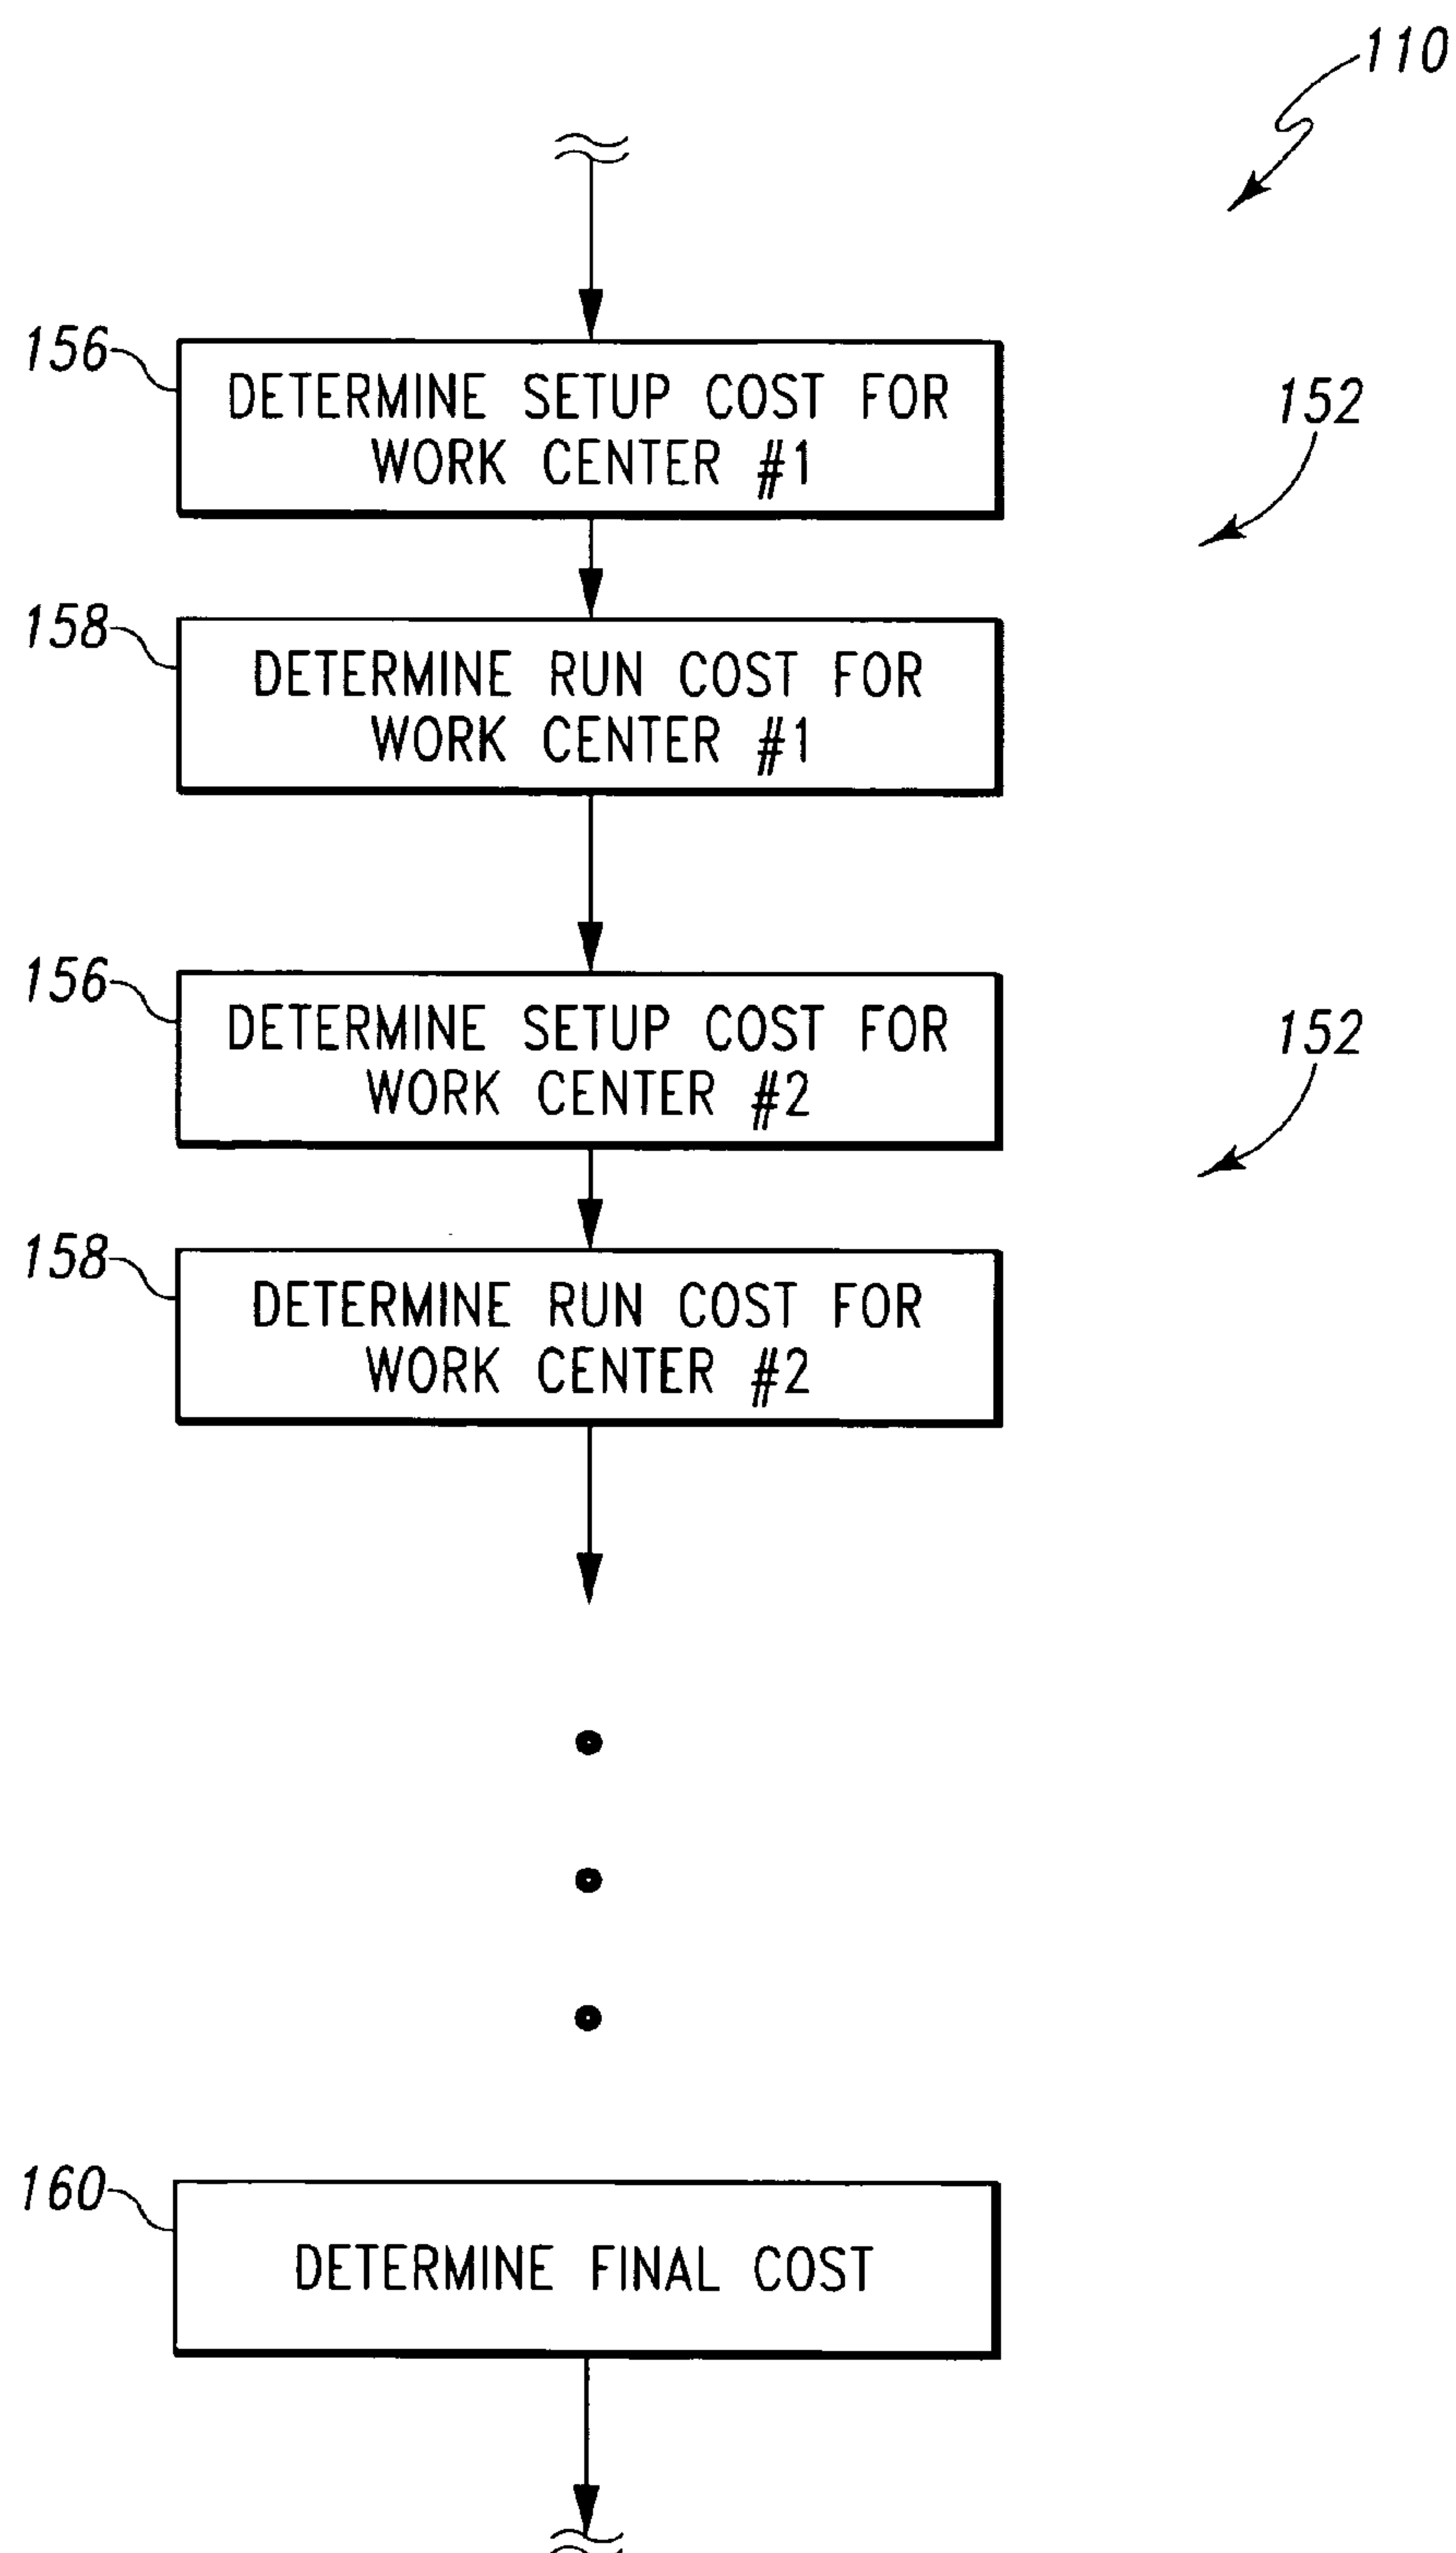 110
156
DETERMINE SETUP COST FOR
WORK CENTER #1
152
158
DETERMINE RUN COST FOR
WORK CENTER #1
156
DETERMINE SETUP COST FOR
WORK CENTER #2
152
158
DETERMINE RUN COST FOR
WORK CENTER #2
160
DETERMINE FINAL COST